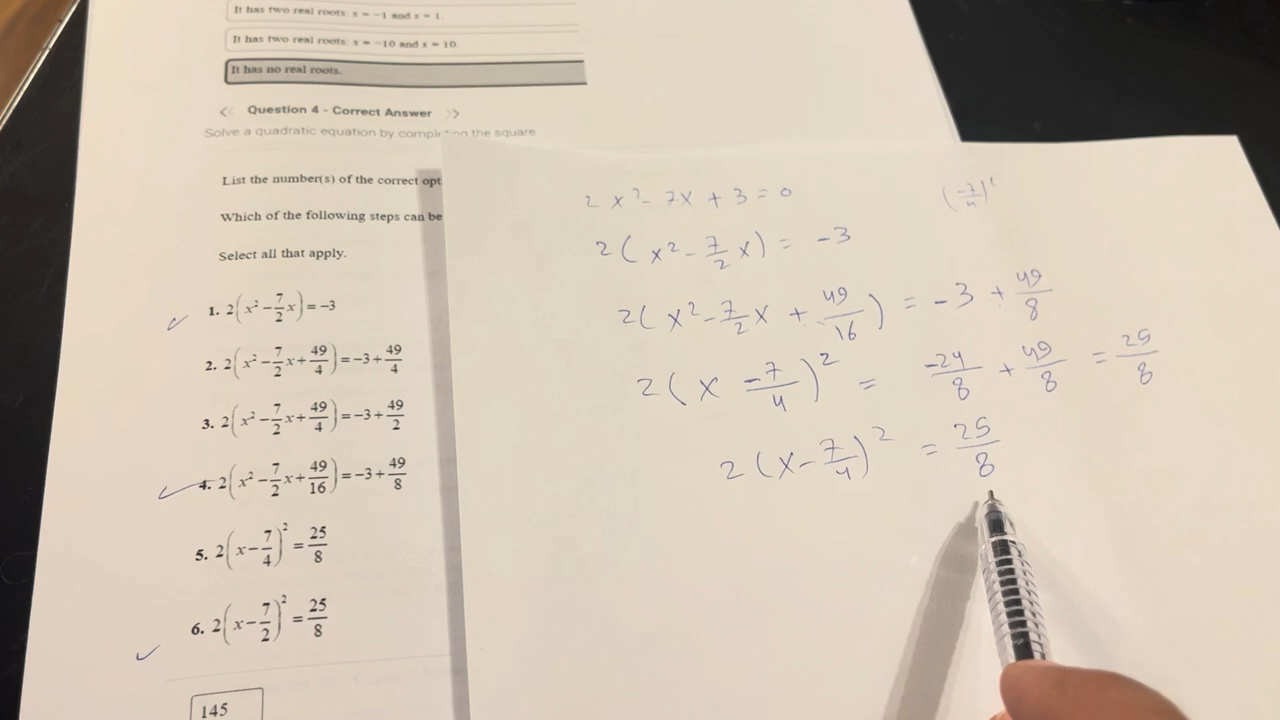 It has two real roots: x = −1 and x = 1.
It has two real roots: x = −10 and x = 10.
It has no real roots.
<< Question 4 - Correct Answer >>
Solve a quadratic equation by completing the square
List the number(s) of the correct opt
Which of the following steps can be
Select all that apply.
1. 2(x² − 7/2 x) = −3
2. 2(x² − 7/2 x + 49/4) = −3 + 49/4
3. 2(x² − 7/2 x + 49/4) = −3 + 49/2
4. 2(x² − 7/2 x + 49/16) = −3 + 49/8
5. 2(x − 7/4)² = 25/8
6. 2(x − 7/2)² = 25/8
145
2x² − 7x + 3 = 0
(−7/4)²
2(x² − 7/2 x) = −3
2(x² − 7/2 x + 49/16) = −3 + 49/8
2(x −7/4)² = −24/8 + 49/8 = 25/8
2(x − 7/4)² = 25/8